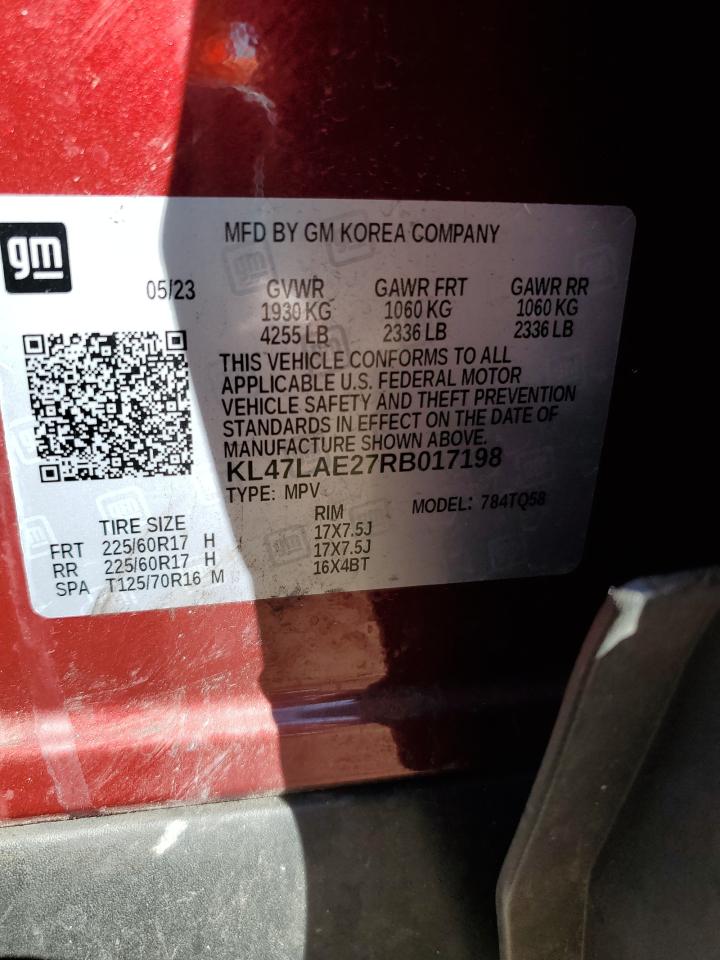 gm
MFD BY GM KOREA COMPANY
05/23 GVWR GAWR FRT GAWR RR
1930 KG 1060 KG 1060 KG
4255 LB 2336 LB 2336 LB
THIS VEHICLE CONFORMS TO ALL
APPLICABLE U.S. FEDERAL MOTOR
VEHICLE SAFETY AND THEFT PREVENTION
STANDARDS IN EFFECT ON THE DATE OF
MANUFACTURE SHOWN ABOVE.
KL47LAE27RB017198
TYPE: MPV MODEL: 784TQ58
TIRE SIZE RIM
FRT 225/60R17 H 17X7.5J
RR 225/60R17 H 17X7.5J
SPA T125/70R16 M 16X4BT